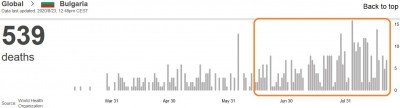 Global > Bulgaria
Back to top
Data last updated: 2020/8/23, 12:48pm CEST
539
deaths
15
10
5
0
Mar 31
Apr 30
May 31
Jun 30
Jul 31
Source: World Health
Organization